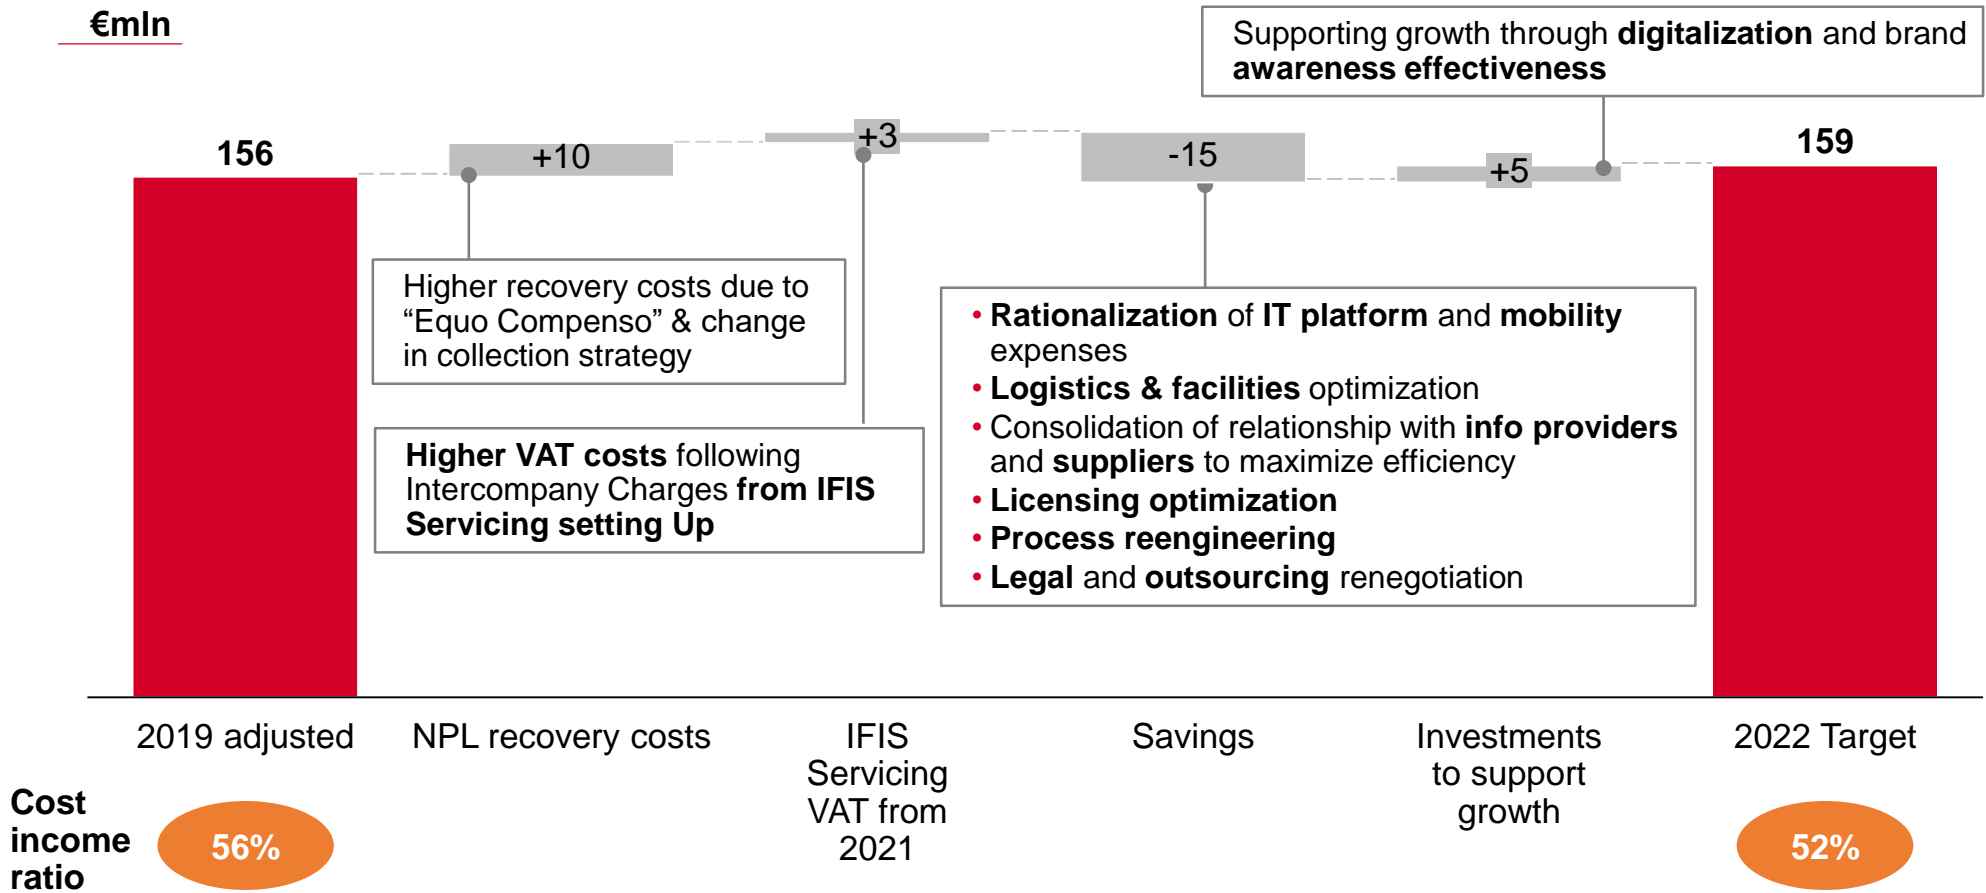 €mln
Supporting growth through digitalization and brand
awareness effectiveness
156
+10
+3
-15
+5
159
Higher recovery costs due to
“Equo Compenso” & change
in collection strategy
Higher VAT costs following
Intercompany Charges from IFIS
Servicing setting Up
• Rationalization of IT platform and mobility
expenses
• Logistics & facilities optimization
• Consolidation of relationship with info providers
and suppliers to maximize efficiency
• Licensing optimization
• Process reengineering
• Legal and outsourcing renegotiation
2019 adjusted
NPL recovery costs
IFIS
Servicing
VAT from
2021
Savings
Investments
to support
growth
2022 Target
Cost
income
ratio
56%
52%